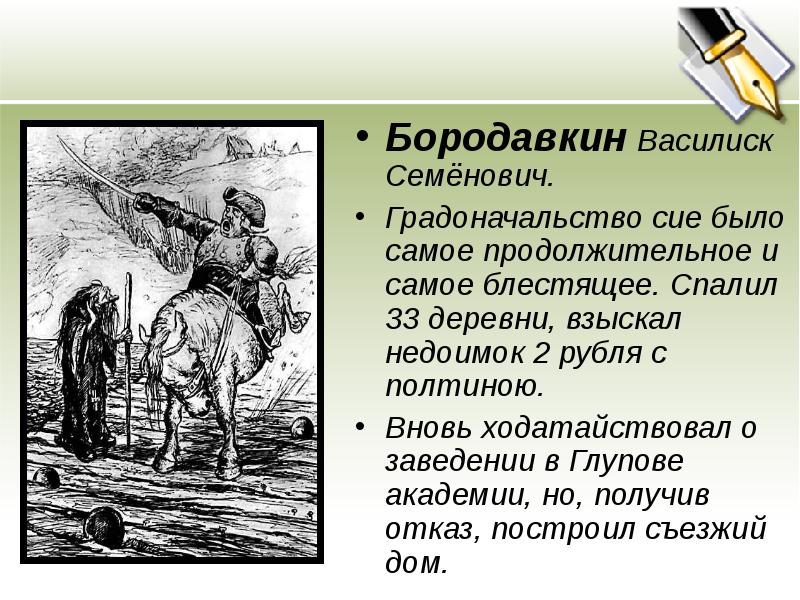 • Бородавкин Василиск
Семёнович.
• Градоначальство сие было
самое продолжительное и
самое блестящее. Спалил
33 деревни, взыскал
недоимок 2 рубля с
полтиною.
• Вновь ходатайствовал о
заведении в Глупове
академии, но, получив
отказ, построил съезжий
дом.